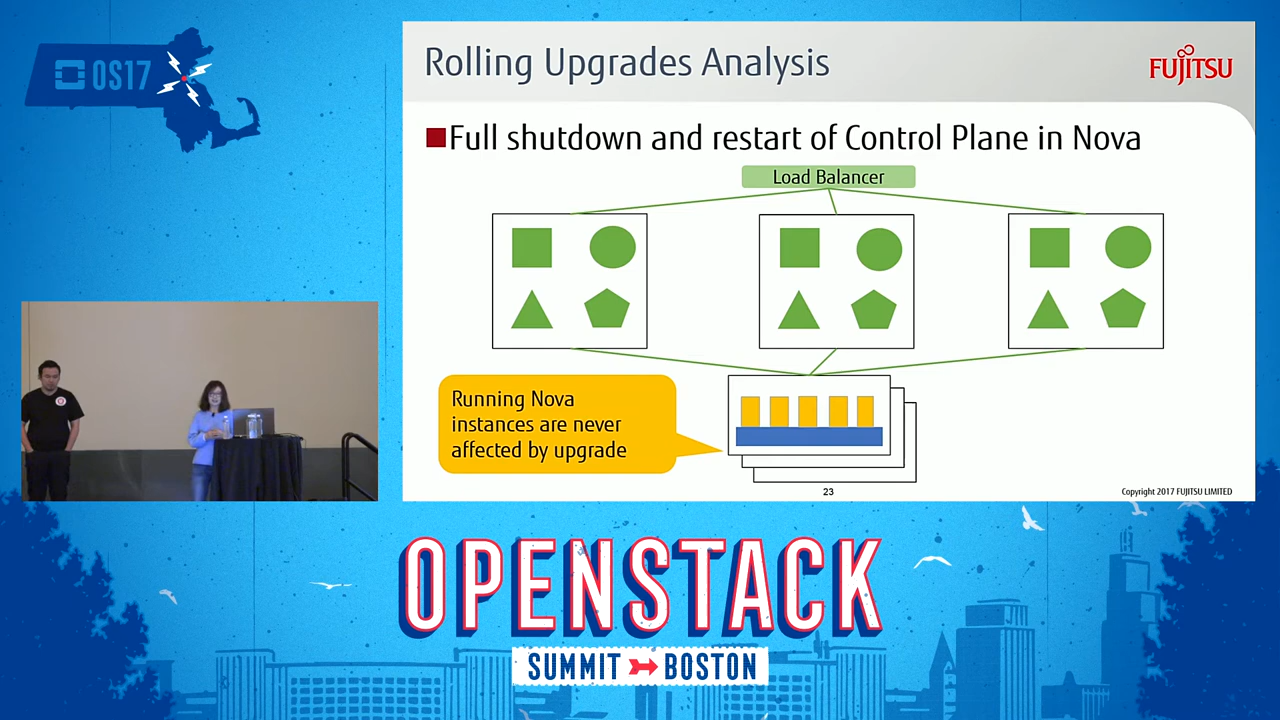 OS17
Rolling Upgrades Analysis
FUJITSU
Full shutdown and restart of Control Plane in Nova
Load Balancer
Running Nova
instances are never
affected by upgrade
23
Copyright 2017 FUJITSU LIMITED
OPENSTACK
SUMMIT BOSTON